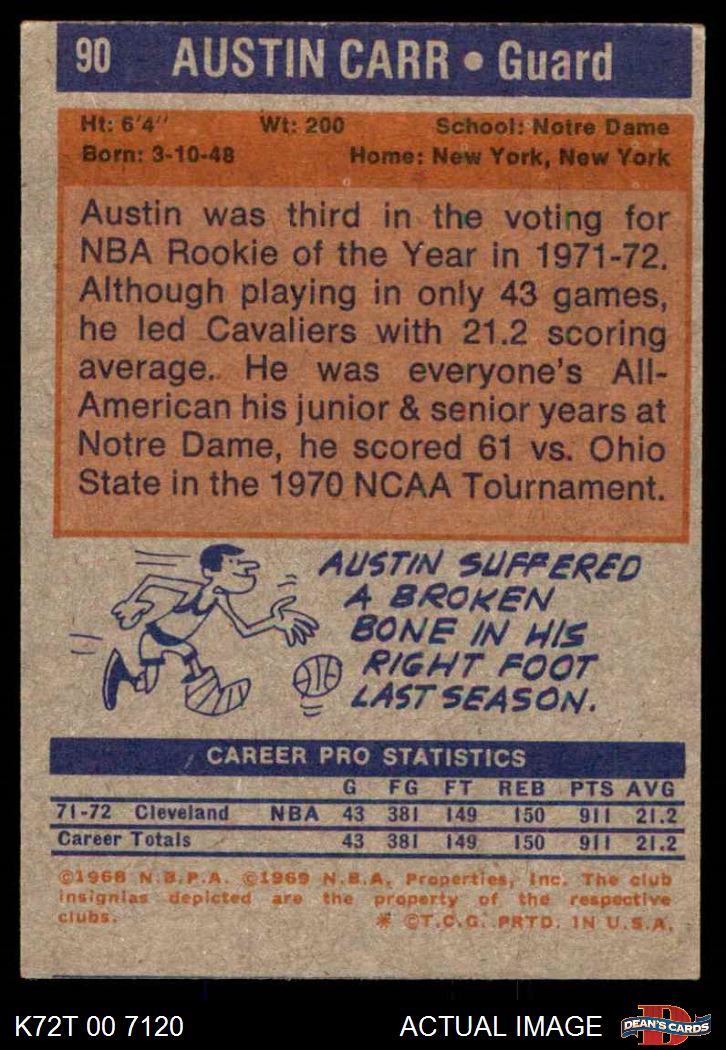 90 AUSTIN CARR • Guard
Ht: 6'4" Wt: 200 School: Notre Dame
Born: 3-10-48 Home: New York, New York
Austin was third in the voting for
NBA Rookie of the Year in 1971-72.
Although playing in only 43 games,
he led Cavaliers with 21.2 scoring
average. He was everyone's All-
American his junior & senior years at
Notre Dame, he scored 61 vs. Ohio
State in the 1970 NCAA Tournament.
AUSTIN SUFFERED
A BROKEN
BONE IN HIS
RIGHT FOOT
LAST SEASON.
CAREER PRO STATISTICS
G FG FT REB PTS AVG
71-72 Cleveland NBA 43 381 149 150 911 21.2
Career Totals 43 381 149 150 911 21.2
©1968 N.B.P.A. ©1969 N.B.A. Properties, Inc. The club
insignias depicted are the property of the respective
clubs. * ©T.C.G. PRTD. IN U.S.A.
K72T 00 7120 ACTUAL IMAGE D DEAN'S CARDS